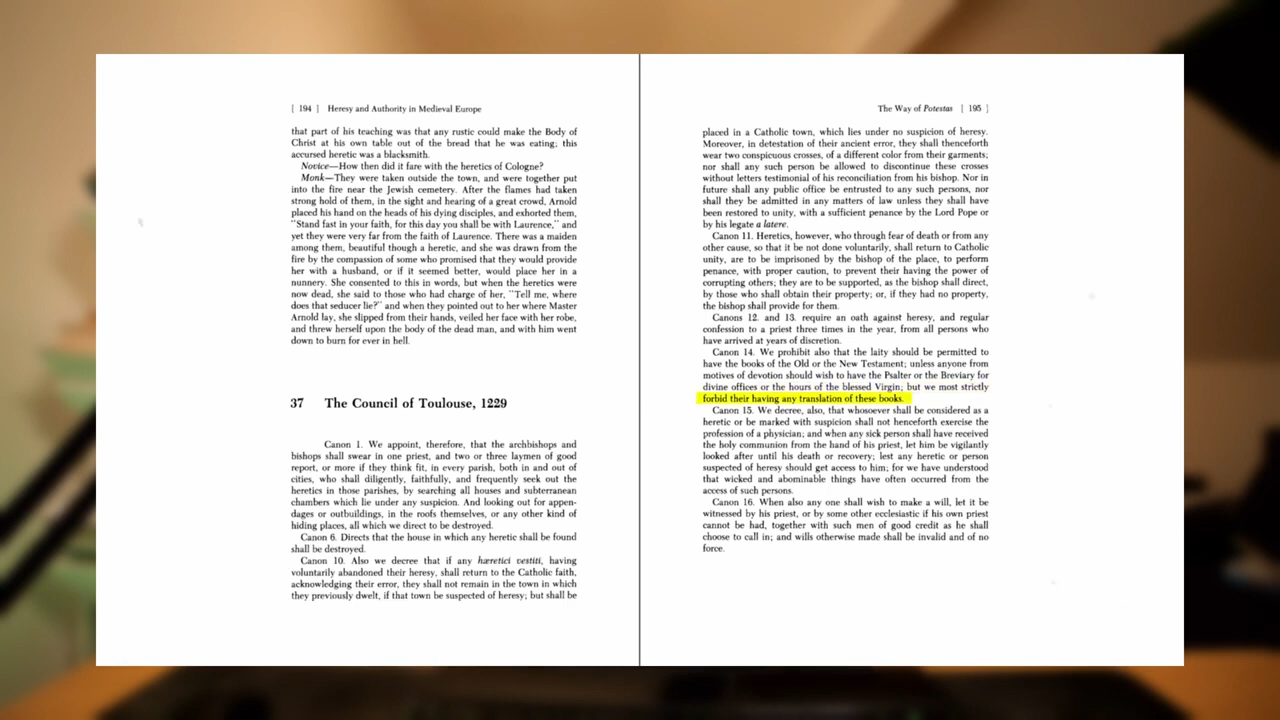 [ 194 ] Heresy and Authority in Medieval Europe
that part of his teaching was that any rustic could make the Body of
Christ at his own table out of the bread that he was eating; this
accursed heretic was a blacksmith.
Novice—How then did it fare with the heretics of Cologne?
Monk—They were taken outside the town, and were together put
into the fire near the Jewish cemetery. After the flames had taken
strong hold of them, in the sight and hearing of a great crowd, Arnold
placed his hand on the heads of his dying disciples, and exhorted them,
"Stand fast in your faith, for this day you shall be with Laurence," and
yet they were very far from the faith of Laurence. There was a maiden
among them, beautiful though a heretic, and she was drawn from the
fire by the compassion of some who promised that they would provide
her with a husband, or if it seemed better, would place her in a
nunnery. She consented to this in words, but when the heretics were
now dead, she said to those who had charge of her, "Tell me, where
does that seducer lie?" and when they pointed out to her where Master
Arnold lay, she slipped from their hands, veiled her face with her robe,
and threw herself upon the body of the dead man, and with him went
down to burn for ever in hell.
37 The Council of Toulouse, 1229
Canon 1. We appoint, therefore, that the archbishops and
bishops shall swear in one priest, and two or three laymen of good
report, or more if they think fit, in every parish, both in and out of
cities, who shall diligently, faithfully, and frequently seek out the
heretics in those parishes, by searching all houses and subterranean
chambers which lie under any suspicion. And looking out for appen-
dages or outbuildings, in the roofs themselves, or any other kind of
hiding places, all which we direct to be destroyed.
Canon 6. Directs that the house in which any heretic shall be found
shall be destroyed.
Canon 10. Also we decree that if any hæretici vestiti, having
voluntarily abandoned their heresy, shall return to the Catholic faith,
acknowledging their error, they shall not remain in the town in which
they previously dwelt, if that town be suspected of heresy; but shall be
The Way of Potestas [ 195 ]
placed in a Catholic town, which lies under no suspicion of heresy.
Moreover, in detestation of their ancient error, they shall thenceforth
wear two conspicuous crosses, of a different color from their garments;
nor shall any such person be allowed to discontinue these crosses
without letters testimonial of his reconciliation from his bishop. Nor in
future shall any public office be entrusted to any such persons, nor
shall they be admitted in any matters of law unless they shall have
been restored to unity, with a sufficient penance by the Lord Pope or
by his legate a latere.
Canon 11. Heretics, however, who through fear of death or from any
other cause, so that it be not done voluntarily, shall return to Catholic
unity, are to be imprisoned by the bishop of the place, to perform
penance, with proper caution, to prevent their having the power of
corrupting others; they are to be supported, as the bishop shall direct,
by those who shall obtain their property; or, if they had no property,
the bishop shall provide for them.
Canons 12. and 13. require an oath against heresy, and regular
confession to a priest three times in the year, from all persons who
have arrived at years of discretion.
Canon 14. We prohibit also that the laity should be permitted to
have the books of the Old or the New Testament; unless anyone from
motives of devotion should wish to have the Psalter or the Breviary for
divine offices or the hours of the blessed Virgin; but we most strictly
forbid their having any translation of these books.
Canon 15. We decree, also, that whosoever shall be considered as a
heretic or be marked with suspicion shall not henceforth exercise the
profession of a physician; and when any sick person shall have received
the holy communion from the hand of his priest, let him be vigilantly
looked after until his death or recovery; lest any heretic or person
suspected of heresy should get access to him; for we have understood
that wicked and abominable things have often occurred from the
access of such persons.
Canon 16. When also any one shall wish to make a will, let it be
witnessed by his priest, or by some other ecclesiastic if his own priest
cannot be had, together with such men of good credit as he shall
choose to call in; and wills otherwise made shall be invalid and of no
force.